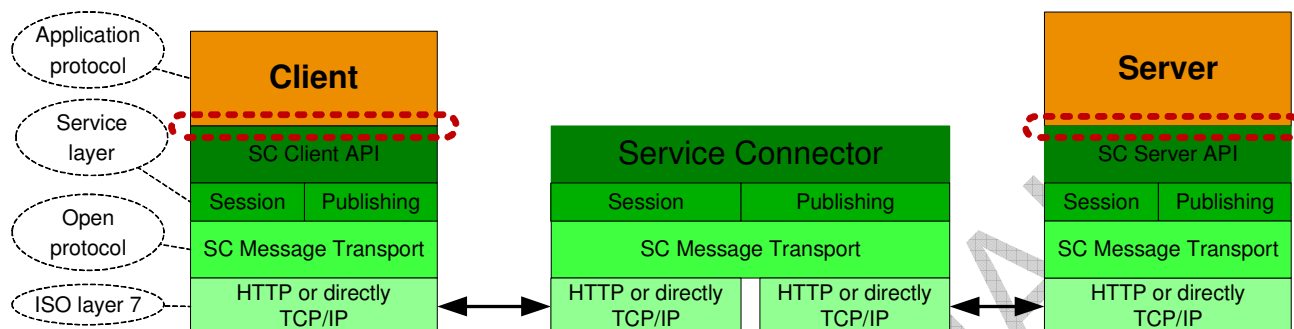 Application
protocol
Service
layer
Open
protocol
ISO layer 7
Client
SC Client API
Session
Publishing
SC Message Transport
HTTP or directly
TCP/IP
Service Connector
Session
Publishing
SC Message Transport
HTTP or directly
TCP/IP
HTTP or directly
TCP/IP
Server
SC Server API
Session
Publishing
SC Message Transport
HTTP or directly
TCP/IP